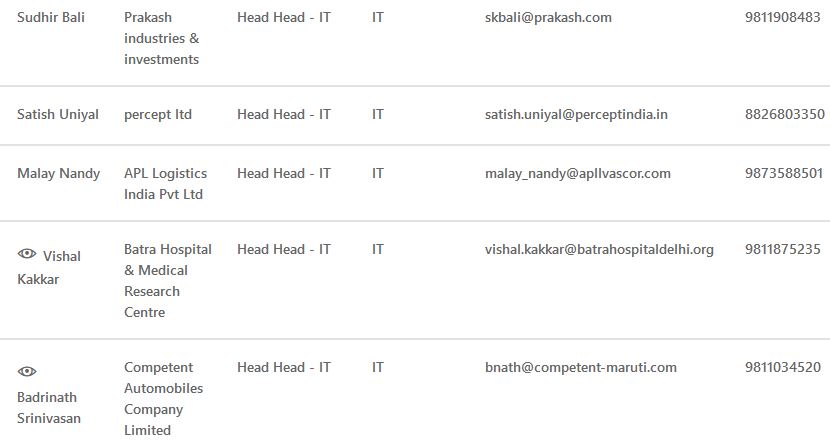 Sudhir Bali Prakash Head Head - IT IT skbali@prakash.com 9811908483
industries &
investments
Satish Uniyal percept ltd Head Head - IT IT satish.uniyal@perceptindia.in 8826803350
Malay Nandy APL Logistics Head Head - IT IT malay_nandy@apllvascor.com 9873588501
India Pvt Ltd
Vishal Batra Hospital Head Head - IT IT vishal.kakkar@batrahospitaldelhi.org 9811875235
Kakkar & Medical
Research
Centre
Competent Head Head - IT IT bnath@competent-maruti.com 9811034520
Badrinath Automobiles
Srinivasan Company
Limited